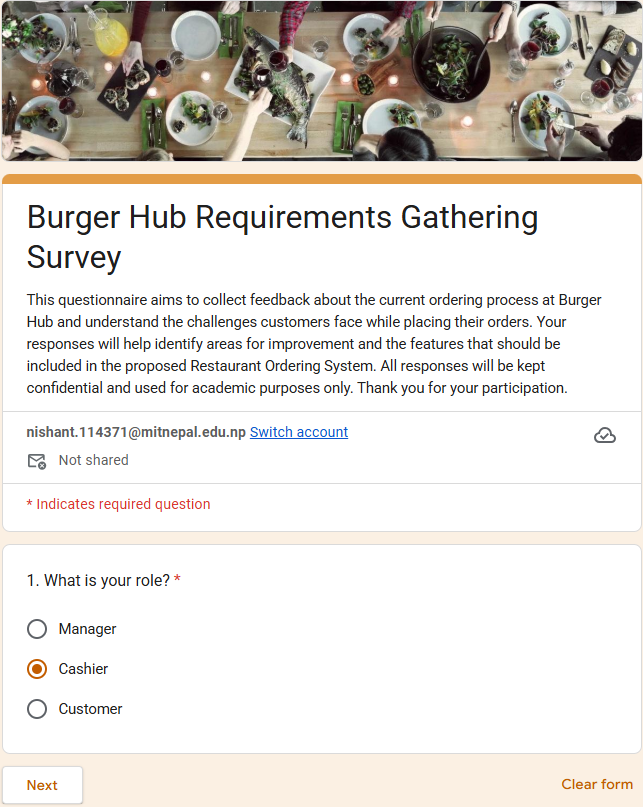 Burger Hub Requirements Gathering
Survey
This questionnaire aims to collect feedback about the current ordering process at Burger
Hub and understand the challenges customers face while placing their orders. Your
responses will help identify areas for improvement and the features that should be
included in the proposed Restaurant Ordering System. All responses will be kept
confidential and used for academic purposes only. Thank you for your participation.
nishant.114371@mitnepal.edu.np Switch account
Not shared
* Indicates required question
1. What is your role? *
Manager
Cashier
Customer
Next Clear form